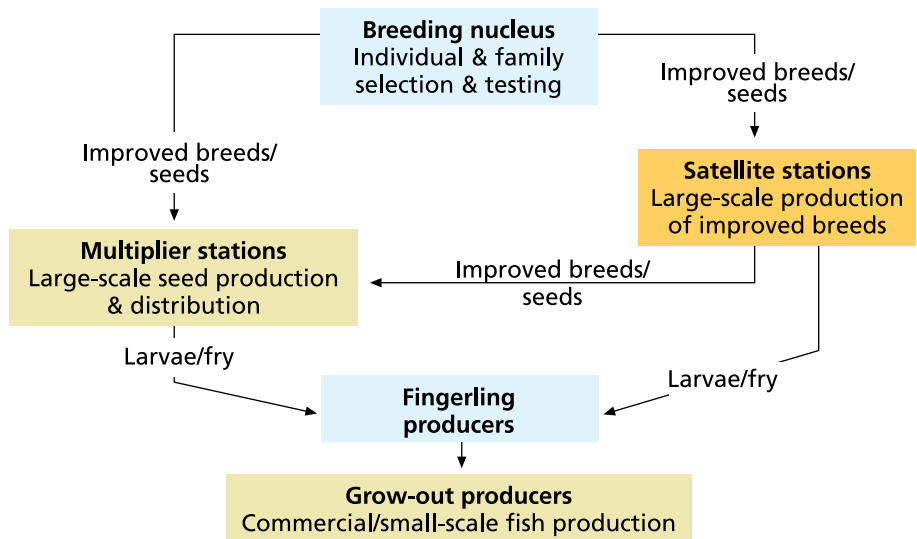 Breeding nucleus
Individual & family
selection & testing
Improved breeds/
seeds
Improved breeds/
seeds
Satellite stations
Large-scale production
of improved breeds
Multiplier stations
Large-scale seed production
& distribution
Improved breeds/
seeds
Larvae/fry
Larvae/fry
Fingerling
producers
Grow-out producers
Commercial/small-scale fish production